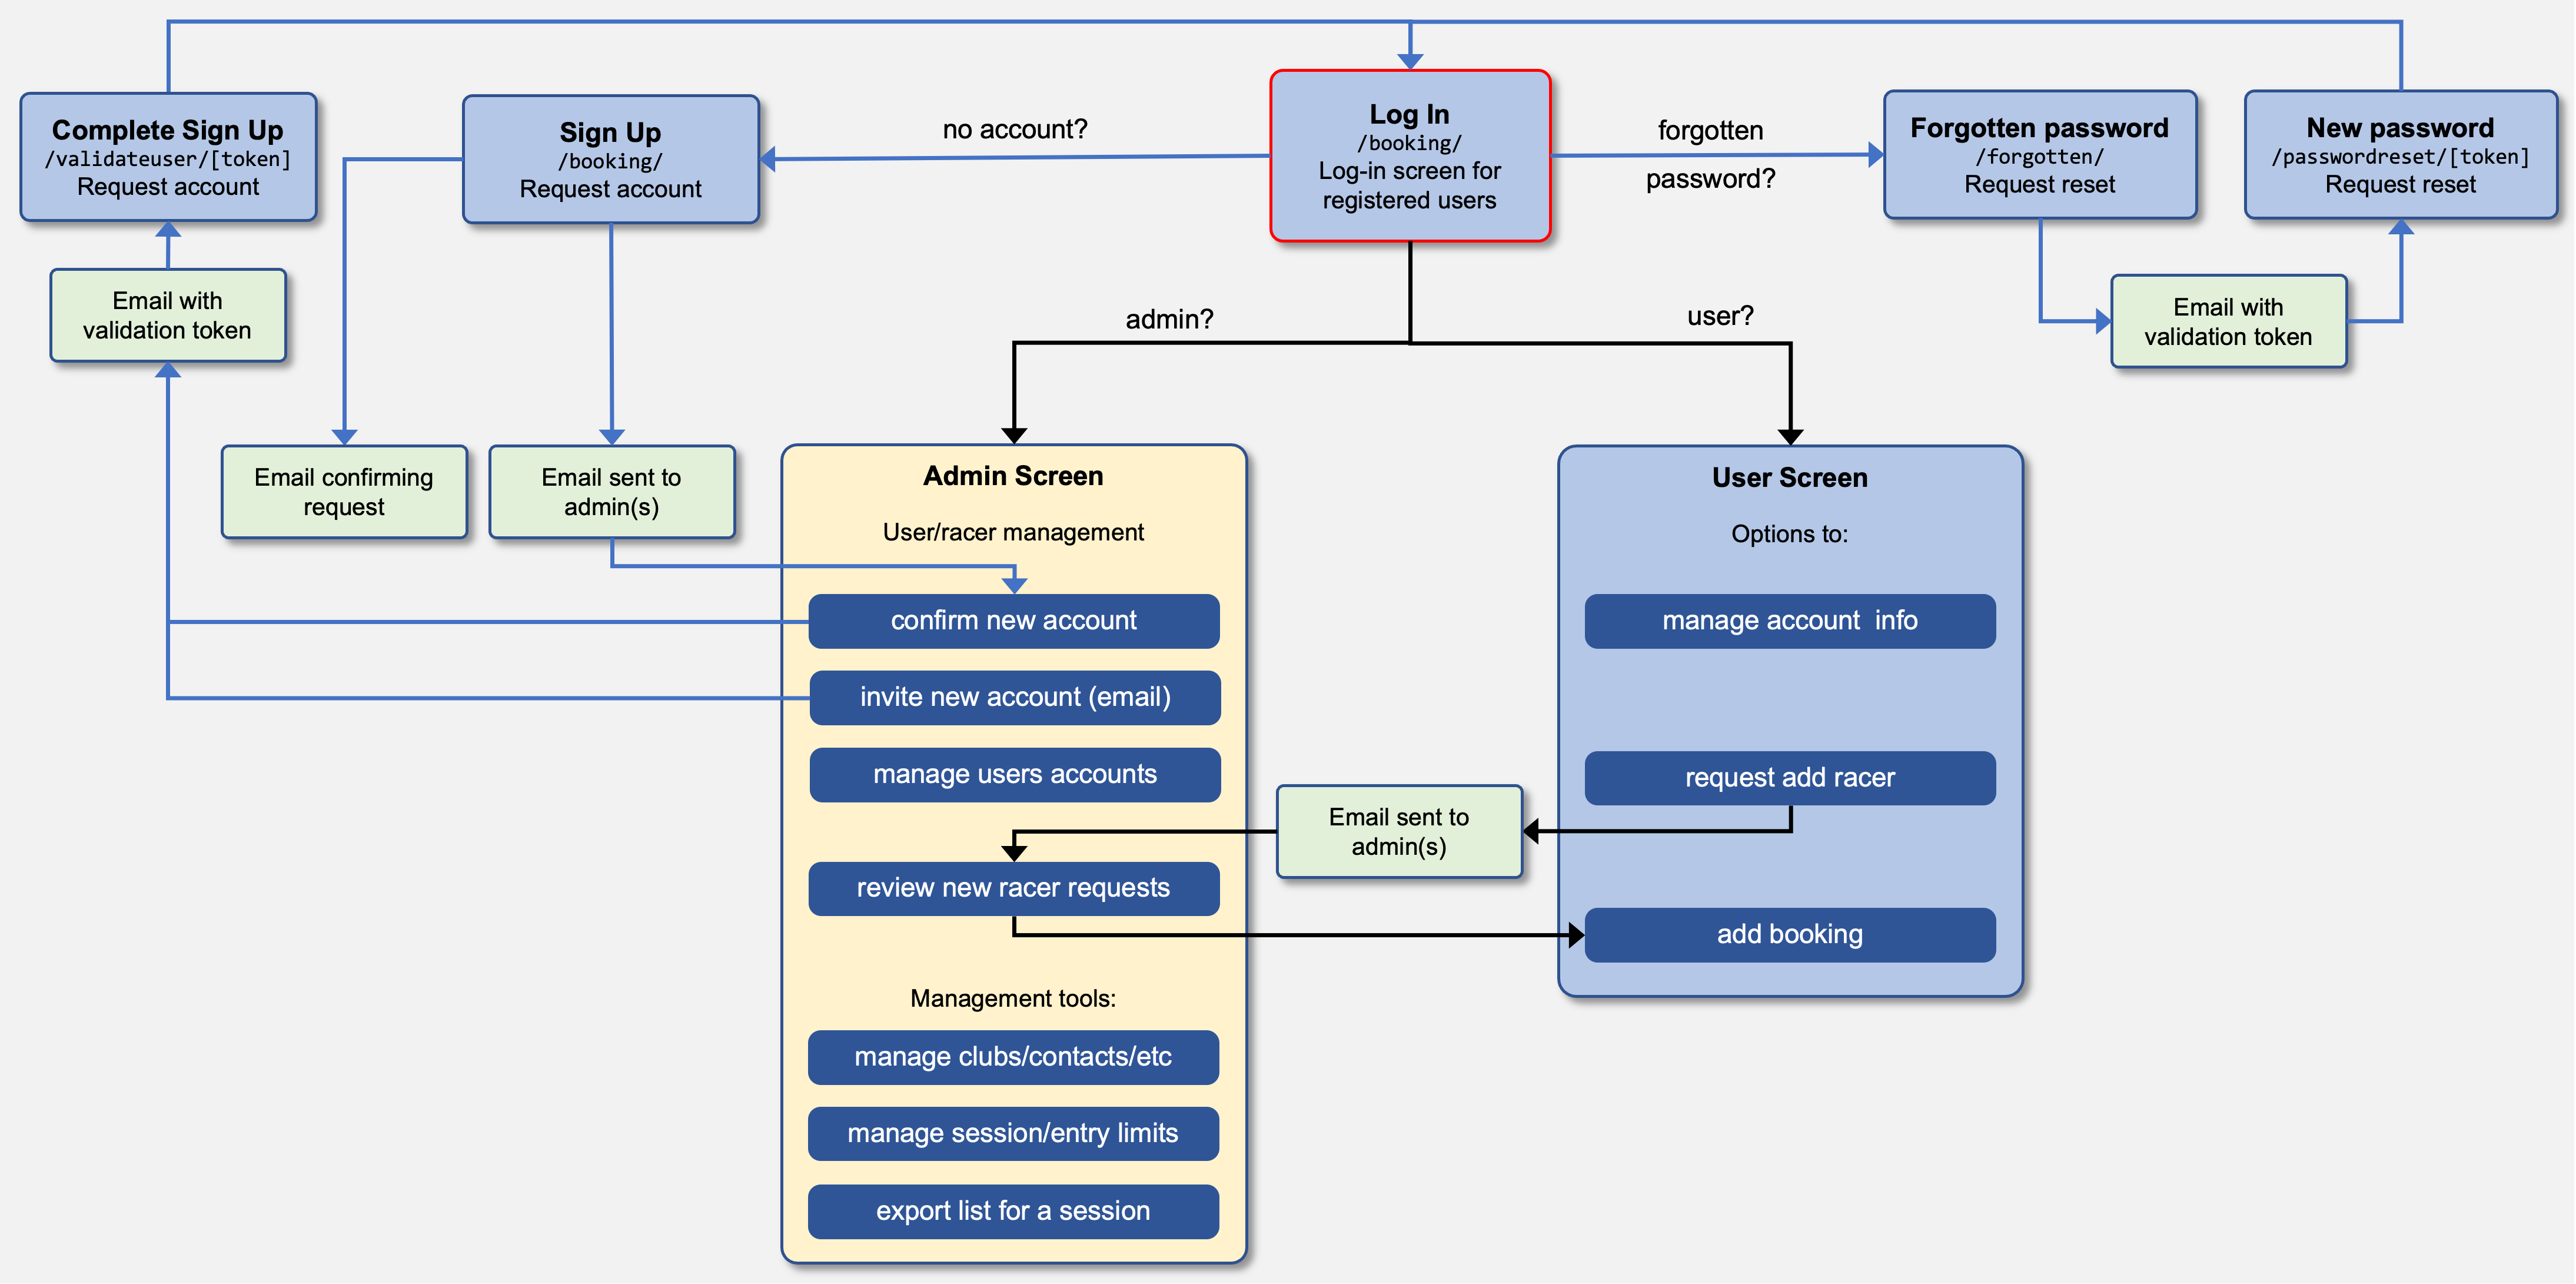 Complete Sign Up
/validateuser/[token]
Request account
Sign Up
/booking/
Request account
no account?
Log In
/booking/
Log-in screen for
registered users
forgotten
password?
Forgotten password
/forgotten/
Request reset
New password
/passwordreset/[token]
Request reset
Email with
validation token
Email with
validation token
admin?
user?
Email confirming
request
Email sent to
admin(s)
Admin Screen
User/racer management
confirm new account
invite new account (email)
manage users accounts
review new racer requests
Management tools:
manage clubs/contacts/etc
manage session/entry limits
export list for a session
Email sent to
admin(s)
User Screen
Options to:
manage account  info
request add racer
add booking